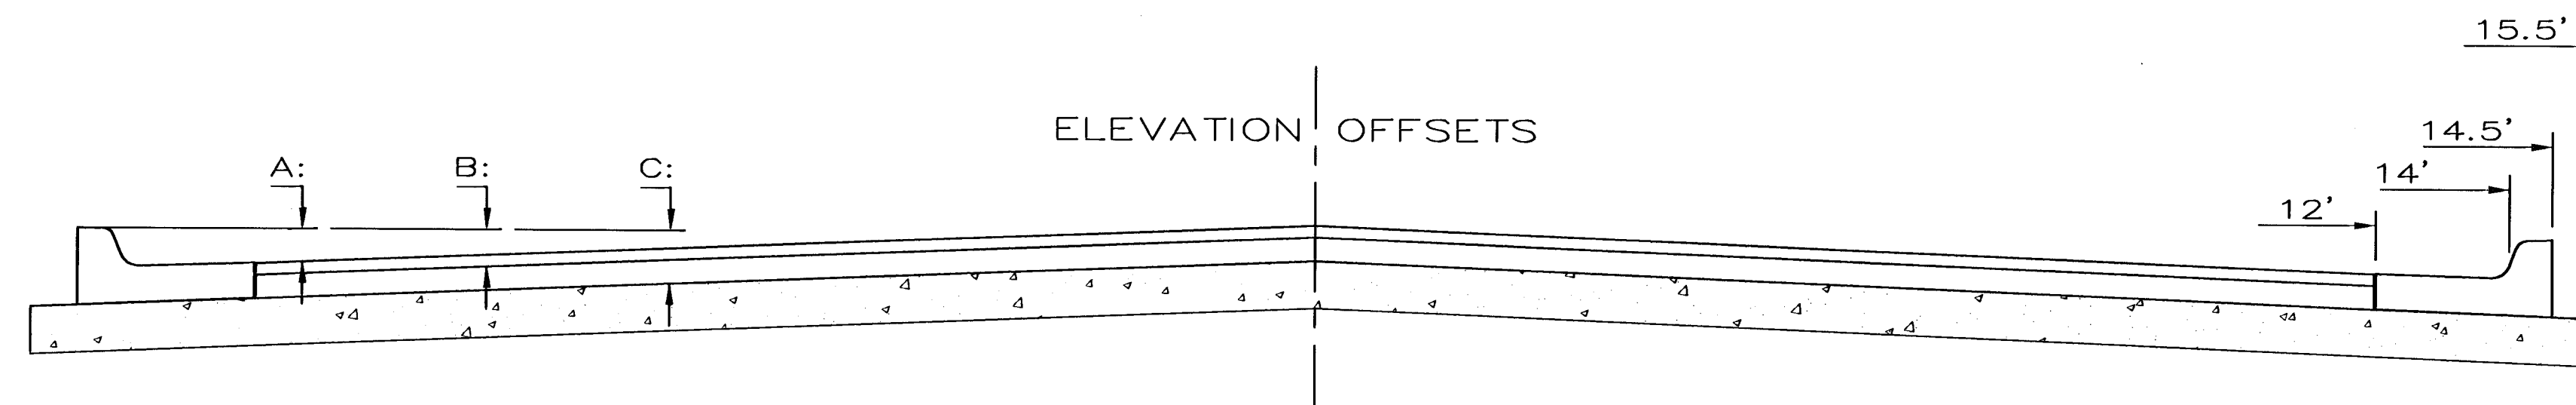 15.5'
ELEVATION OFFSETS
14.5'
A:
B:
C:
14'
12'